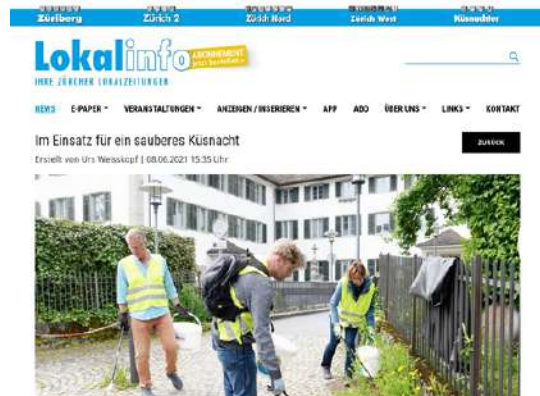 Züriberg Zürich 2 Zürich Nord Zürich West Küsnachter
Lokalinfo
ABONNEMENT
jetzt bestellen
IHRE ZÜRCHER LOKALZEITUNGEN
NEWS E-PAPER VERANSTALTUNGEN ANZEIGEN / INSERIEREN APP ABO ÜBER UNS LINKS KONTAKT
Im Einsatz für ein sauberes Küsnacht
ZURÜCK
Erstellt von Urs Weisskopf | 08.06.2021 15:35 Uhr